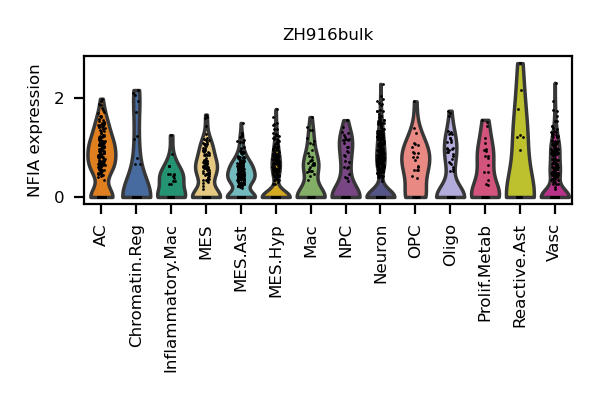 ZH916bulk
NFIA expression
2
0
AC
Chromatin.Reg
Inflammatory.Mac
MES
MES.Ast
MES.Hyp
Mac
NPC
Neuron
OPC
Oligo
Prolif.Metab
Reactive.Ast
Vasc